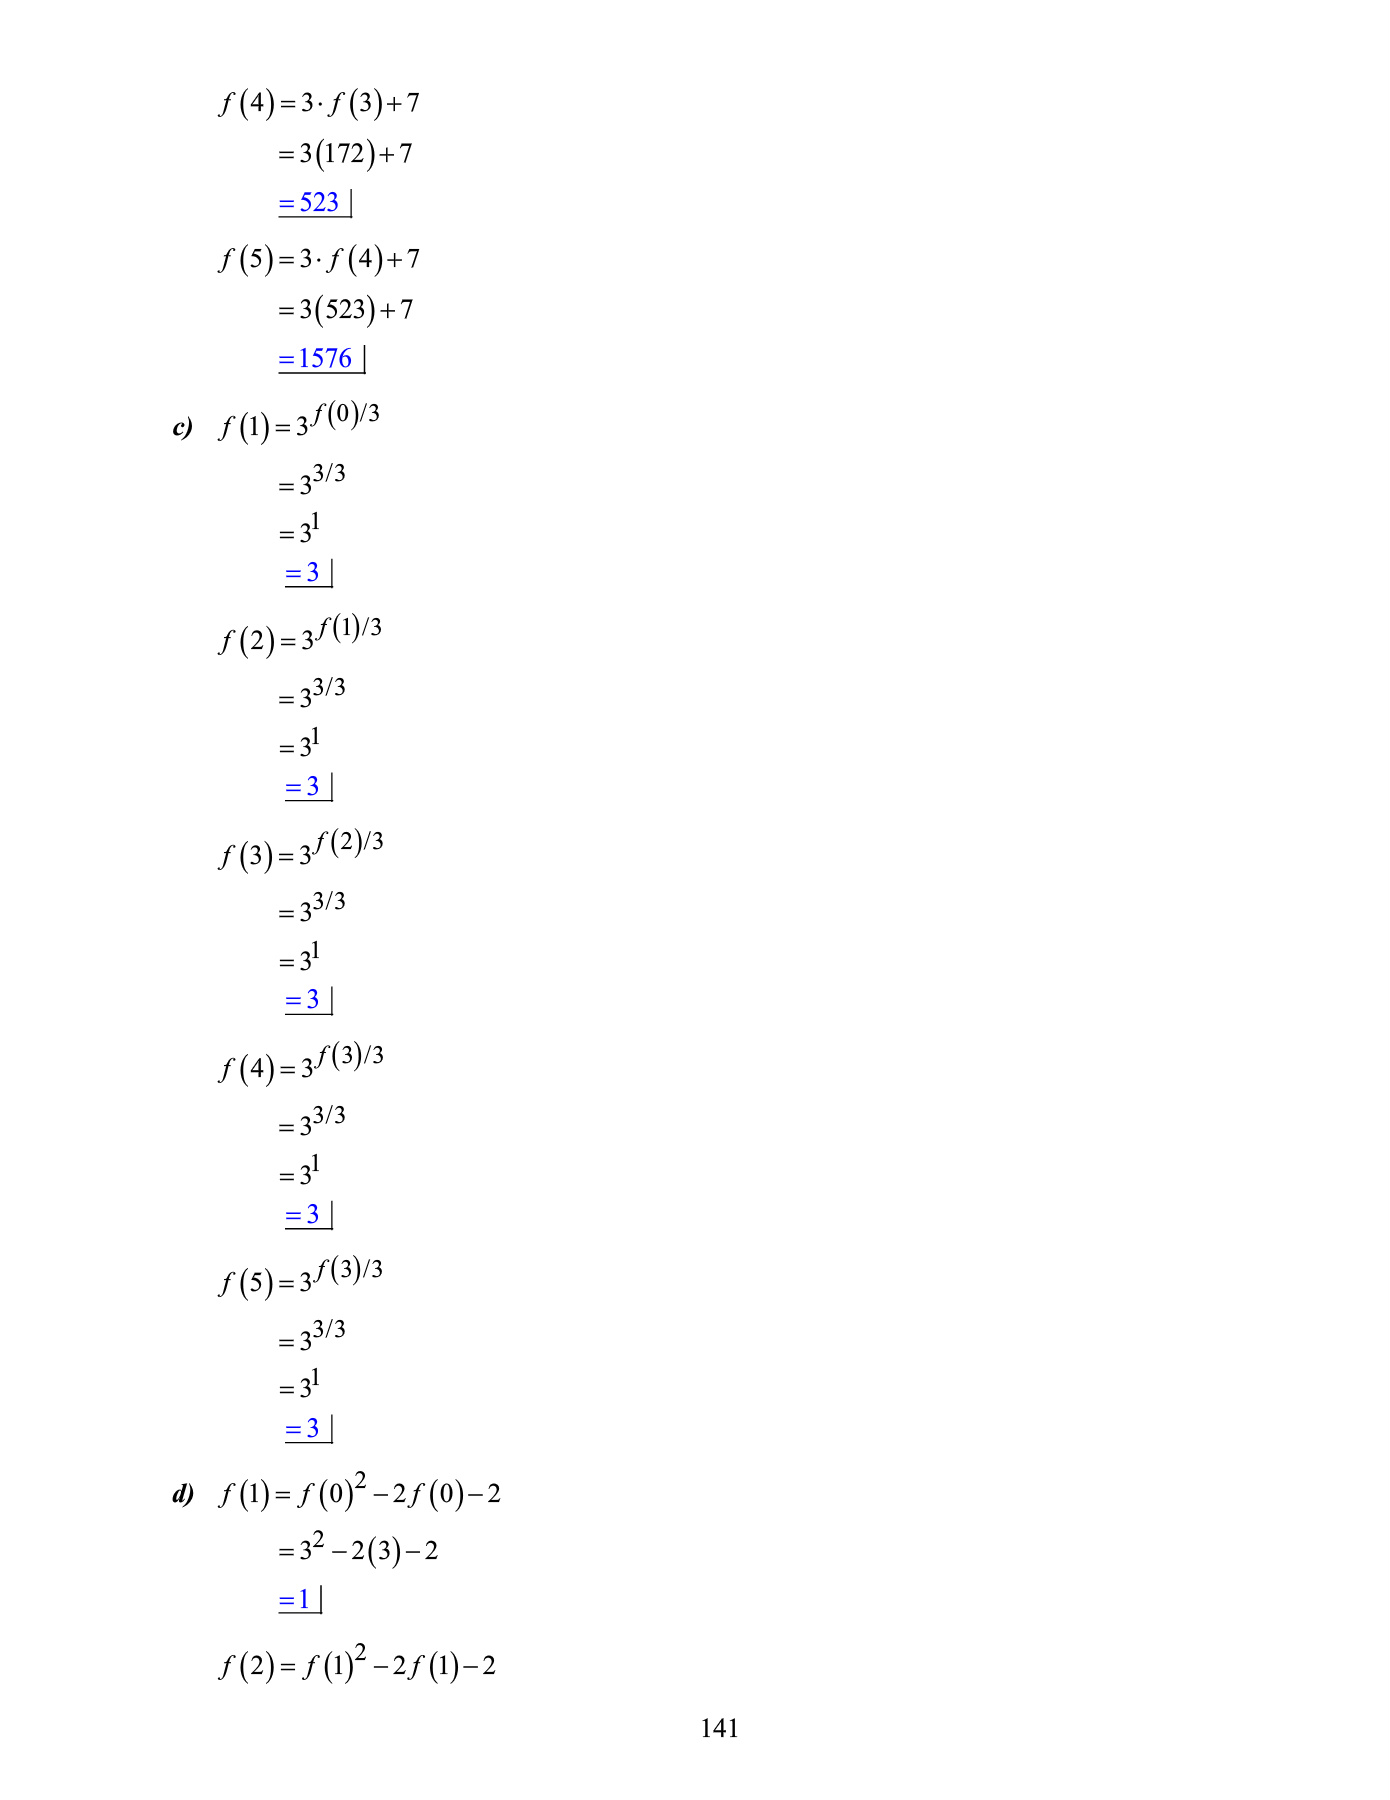 f(4) = 3· f(3) + 7
= 3(172) + 7
= 523
f(5) = 3· f(4) + 7
= 3(523) + 7
= 1576
c) f(1) = 3^{f(0)/3}
= 3^{3/3}
= 3^1
= 3
f(2) = 3^{f(1)/3}
= 3^{3/3}
= 3^1
= 3
f(3) = 3^{f(2)/3}
= 3^{3/3}
= 3^1
= 3
f(4) = 3^{f(3)/3}
= 3^{3/3}
= 3^1
= 3
f(5) = 3^{f(3)/3}
= 3^{3/3}
= 3^1
= 3
d) f(1) = f(0)^2 − 2f(0) − 2
= 3^2 − 2(3) − 2
= 1
f(2) = f(1)^2 − 2f(1) − 2
141